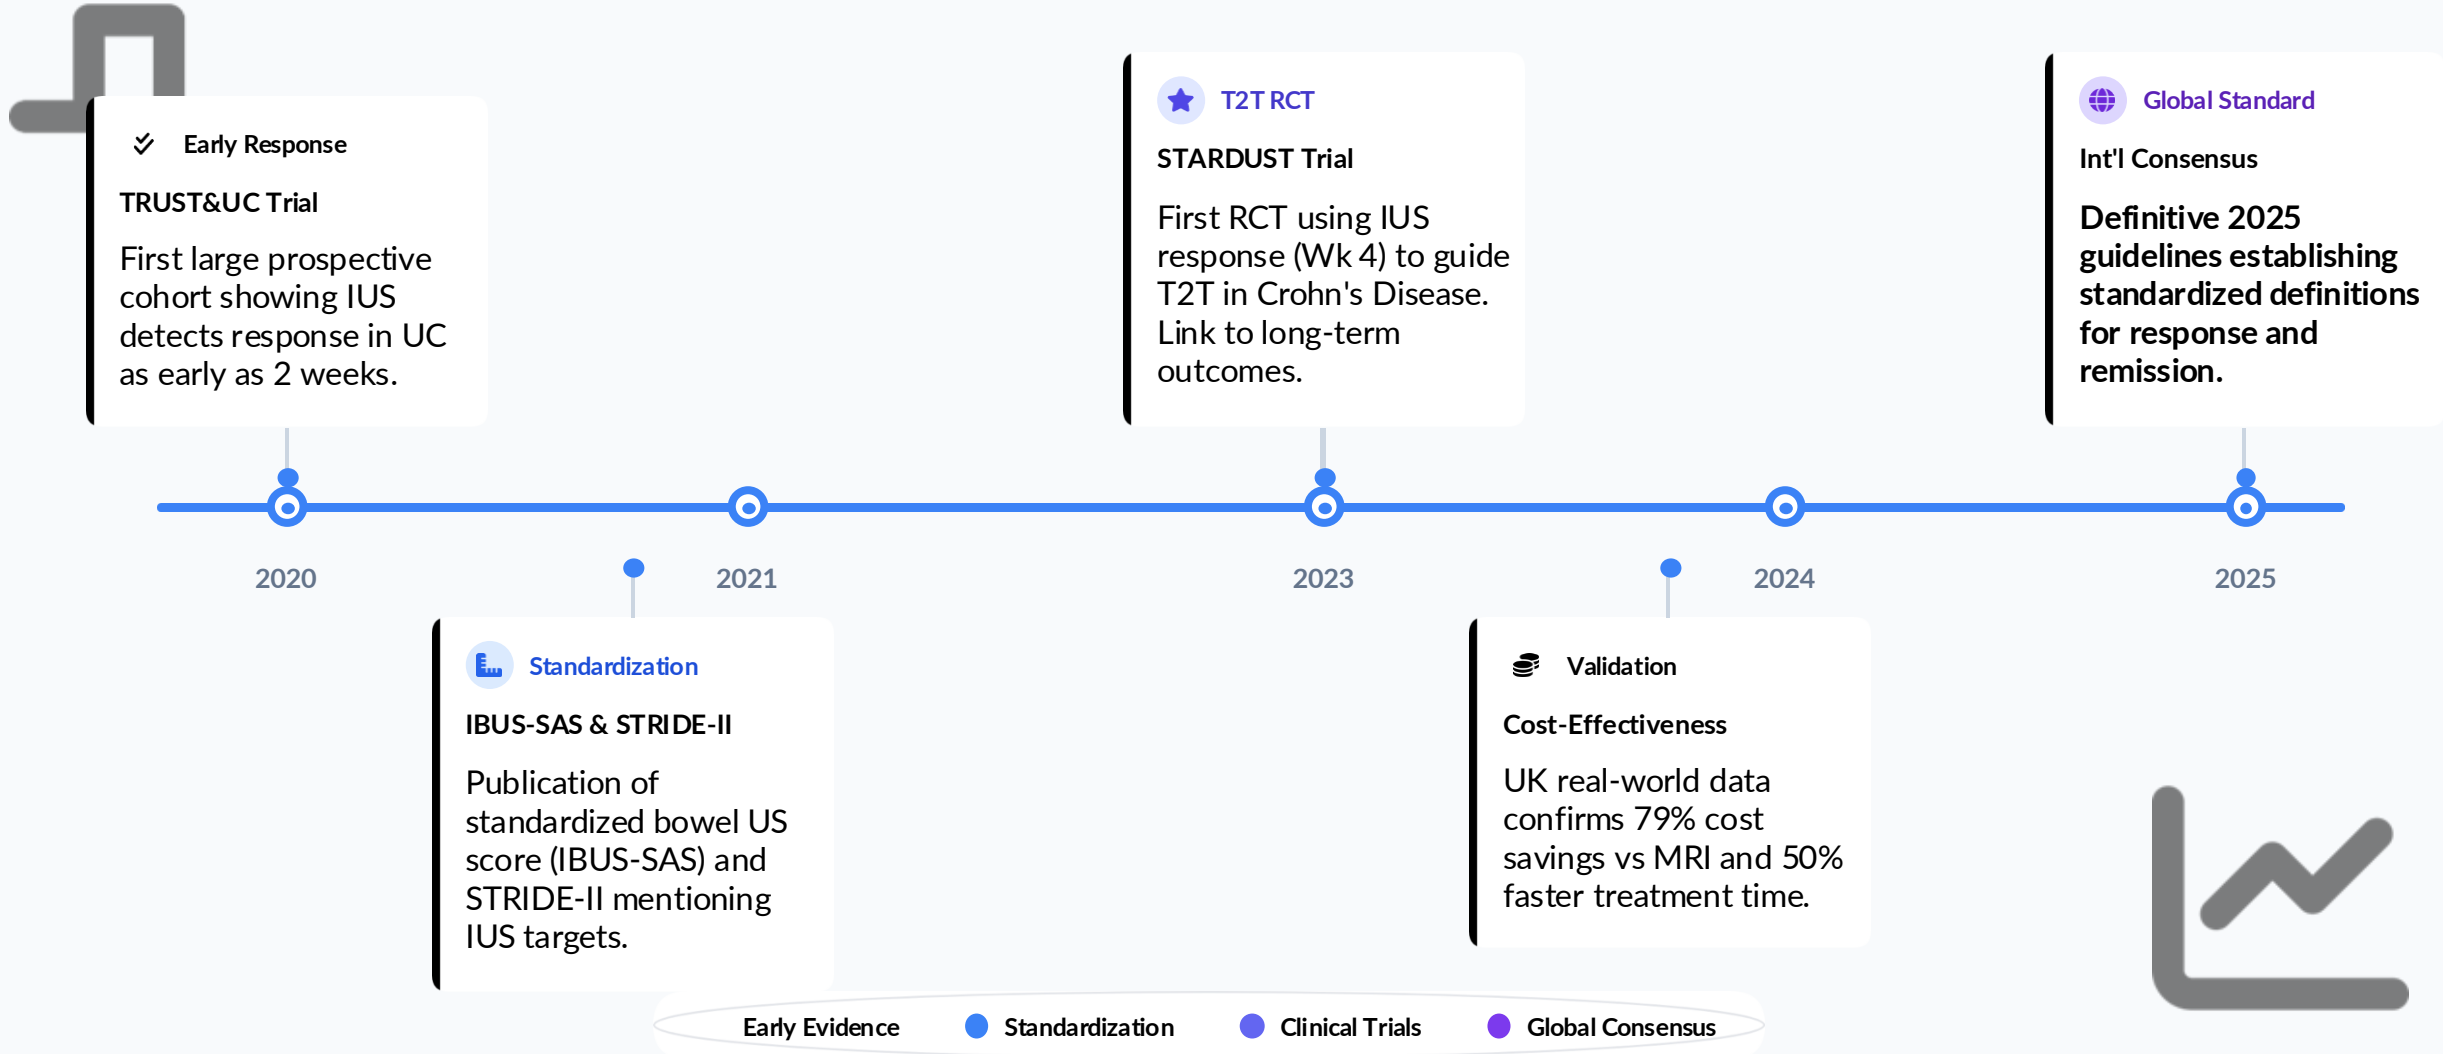 Early Response
TRUST&UC Trial
First large prospective
cohort showing IUS
detects response in UC
as early as 2 weeks.
T2T RCT
STARDUST Trial
First RCT using IUS
response (Wk 4) to guide
T2T in Crohn's Disease.
Link to long-term
outcomes.
Global Standard
Int'l Consensus
Definitive 2025
guidelines establishing
standardized definitions
for response and
remission.
2020
2021
2023
2024
2025
Standardization
IBUS-SAS & STRIDE-II
Publication of
standardized bowel US
score (IBUS-SAS) and
STRIDE-II mentioning
IUS targets.
Validation
Cost-Effectiveness
UK real-world data
confirms 79% cost
savings vs MRI and 50%
faster treatment time.
Early Evidence
Standardization
Clinical Trials
Global Consensus